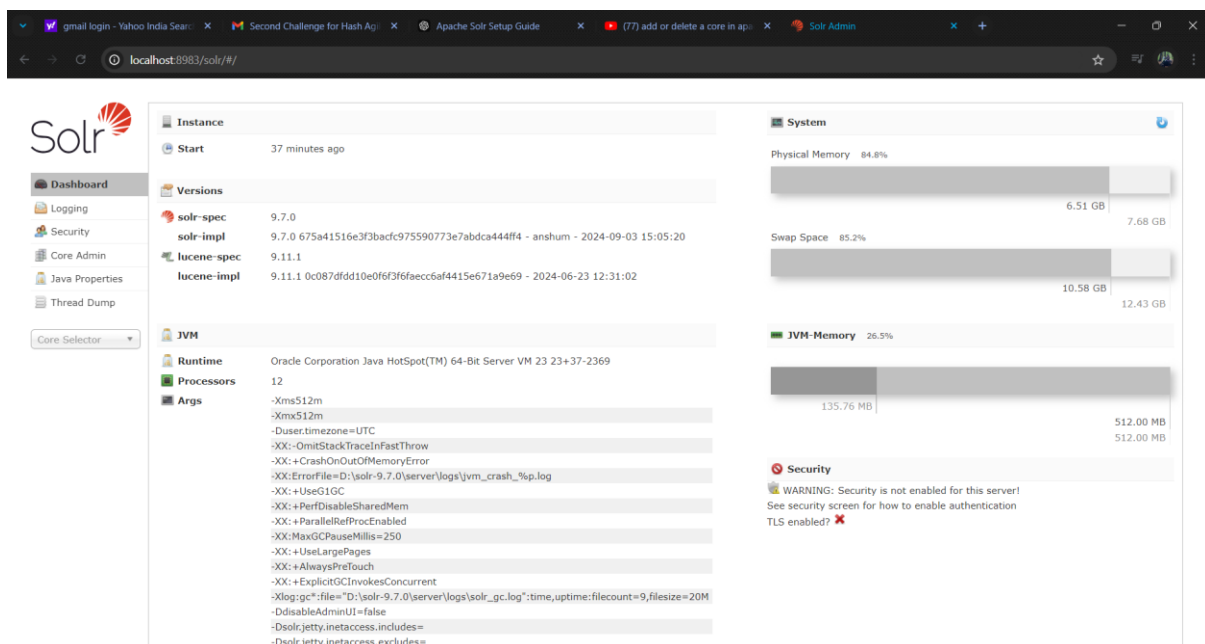 gmail login - Yahoo India Searc
Second Challenge for Hash Agil
Apache Solr Setup Guide
(77) add or delete a core in apa
Solr Admin
localhost:8983/solr/#/
Solr
Dashboard
Logging
Security
Core Admin
Java Properties
Thread Dump
Core Selector
Instance
Start 37 minutes ago
Versions
solr-spec 9.7.0
solr-impl 9.7.0 675a41516e3f3bacfc975590773e7abdca444ff4 - anshum - 2024-09-03 15:05:20
lucene-spec 9.11.1
lucene-impl 9.11.1 0c087dfdd10e0f6f3f6faecc6af4415e671a9e69 - 2024-06-23 12:31:02
JVM
Runtime Oracle Corporation Java HotSpot(TM) 64-Bit Server VM 23 23+37-2369
Processors 12
Args -Xms512m
-Xmx512m
-Duser.timezone=UTC
-XX:-OmitStackTraceInFastThrow
-XX:+CrashOnOutOfMemoryError
-XX:ErrorFile=D:\solr-9.7.0\server\logs\jvm_crash_%p.log
-XX:+UseG1GC
-XX:+PerfDisableSharedMem
-XX:+ParallelRefProcEnabled
-XX:MaxGCPauseMillis=250
-XX:+UseLargePages
-XX:+AlwaysPreTouch
-XX:+ExplicitGCInvokesConcurrent
-Xlog:gc*:file="D:\solr-9.7.0\server\logs\solr_gc.log":time,uptime:filecount=9,filesize=20M
-DdisableAdminUI=false
-Dsolr.jetty.inetaccess.includes=
-Dsolr.jetty.inetaccess.excludes=
System
Physical Memory 84.8%
6.51 GB
7.68 GB
Swap Space 85.2%
10.58 GB
12.43 GB
JVM-Memory 26.5%
135.76 MB
512.00 MB
512.00 MB
Security
WARNING: Security is not enabled for this server!
See security screen for how to enable authentication
TLS enabled?